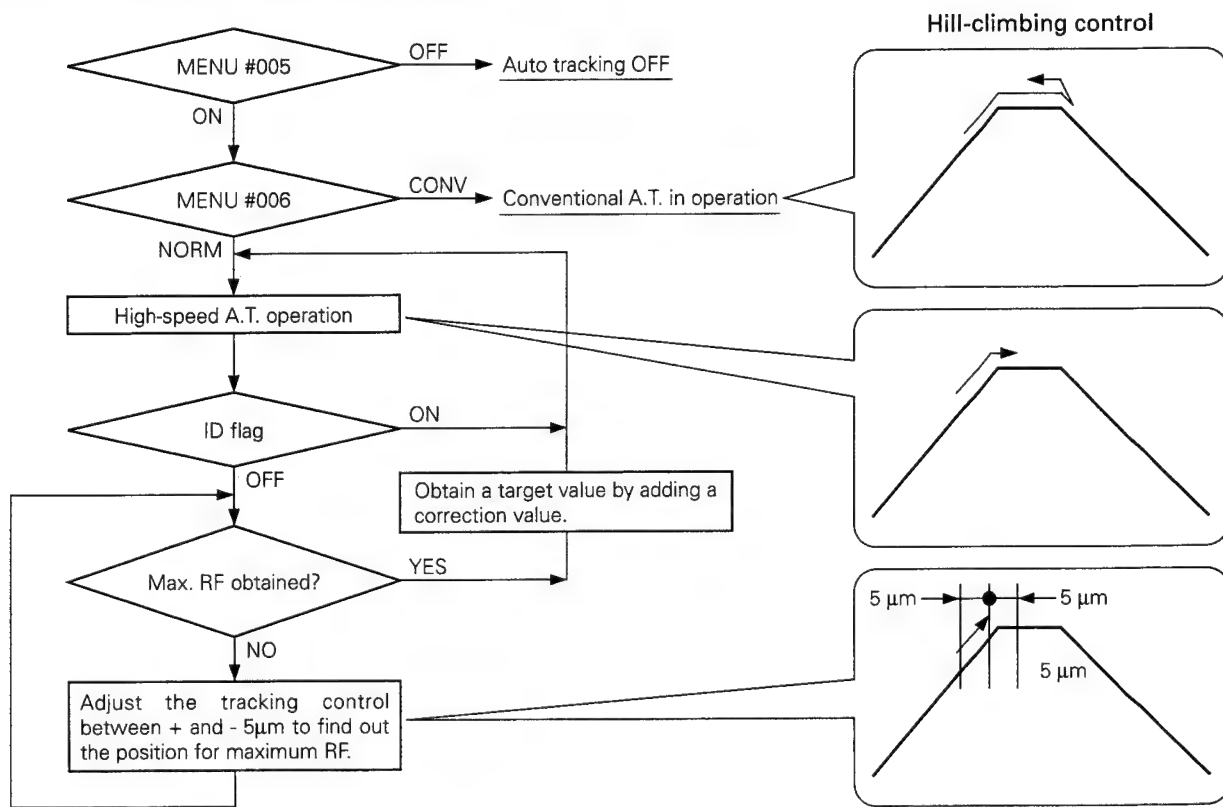 Hill-climbing control
MENU #005
OFF
Auto tracking OFF
ON
MENU #006
CONV
Conventional A.T. in operation
NORM
High-speed A.T. operation
ID flag
ON
OFF
Obtain a target value by adding a
correction value.
Max. RF obtained?
YES
NO
Adjust the tracking control
between + and - 5µm to find out
the position for maximum RF.
5 µm
5 µm
5 µm